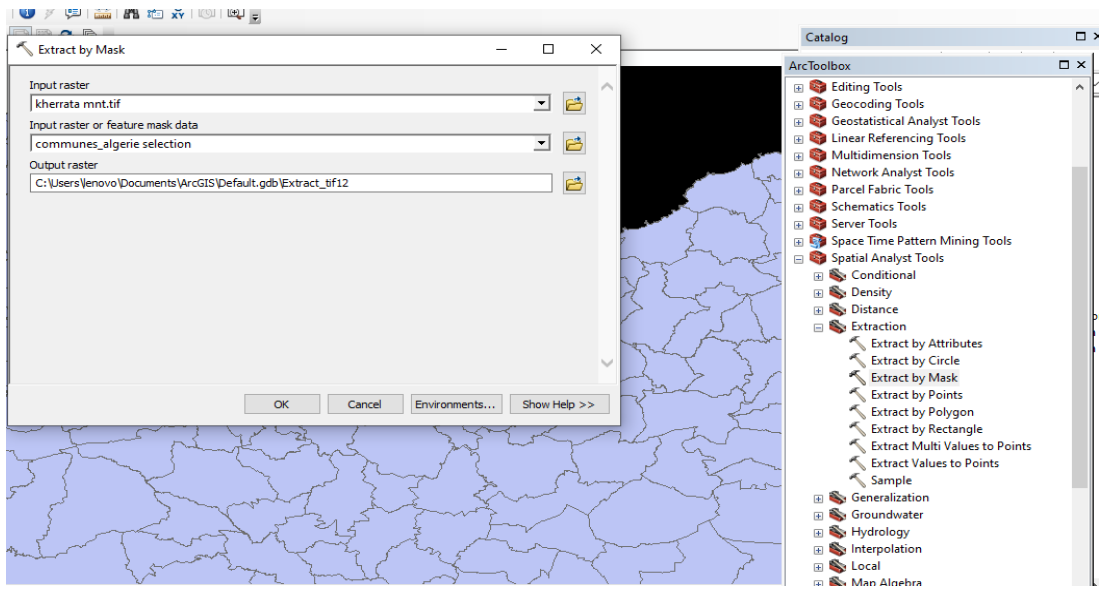 XY
Extract by Mask
Input raster
kherrata mnt.tif
Input raster or feature mask data
communes_algerie selection
Output raster
C:\Users\lenovo\Documents\ArcGIS\Default.gdb\Extract_tif12
OK
Cancel
Environments...
Show Help >>
Catalog
ArcToolbox
Editing Tools
Geocoding Tools
Geostatistical Analyst Tools
Linear Referencing Tools
Multidimension Tools
Network Analyst Tools
Parcel Fabric Tools
Schematics Tools
Server Tools
Space Time Pattern Mining Tools
Spatial Analyst Tools
Conditional
Density
Distance
Extraction
Extract by Attributes
Extract by Circle
Extract by Mask
Extract by Points
Extract by Polygon
Extract by Rectangle
Extract Multi Values to Points
Extract Values to Points
Sample
Generalization
Groundwater
Hydrology
Interpolation
Local
Map Algebra